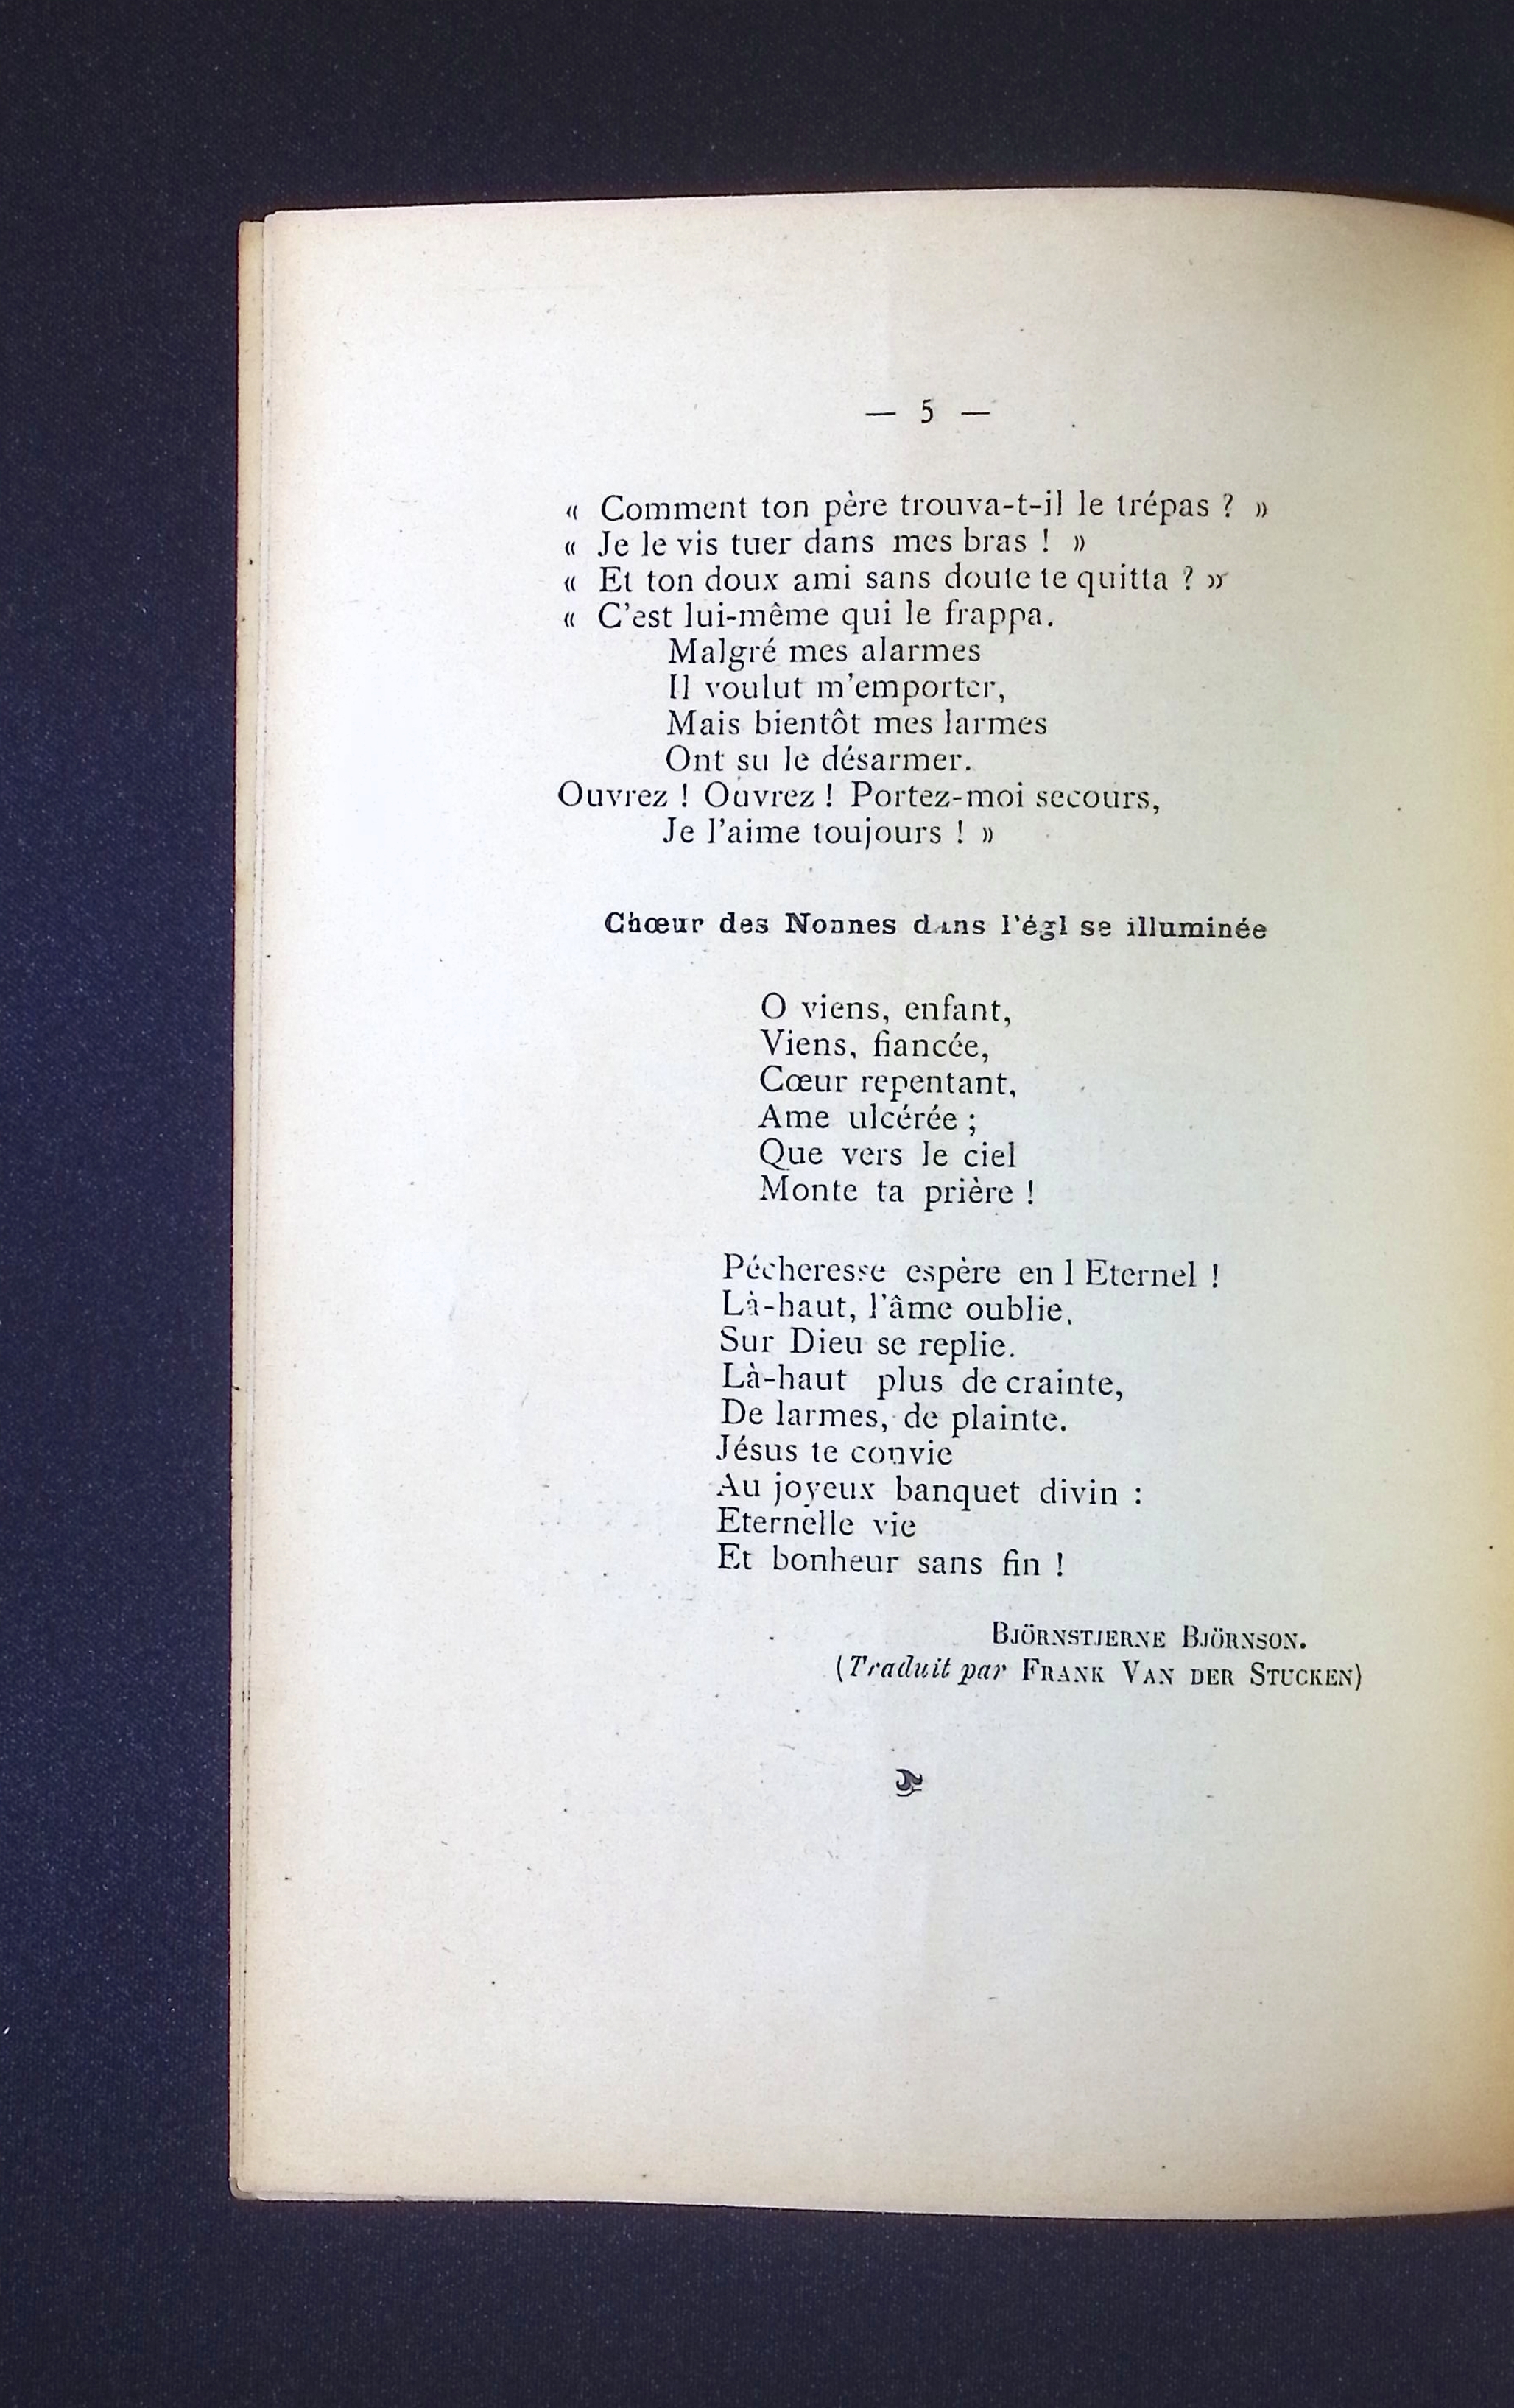 — 5 —
« Comment ton père trouva-t-il le trépas ? »
« Je le vis tuer dans mes bras ! »
« Et ton doux ami sans doute te quitta ? »
« C'est lui-même qui le frappa.
Malgré mes alarmes
Il voulut m'emporter,
Mais bientôt mes larmes
Ont su le désarmer.
Ouvrez ! Ouvrez ! Portez-moi secours,
Je l'aime toujours ! »
Chœur des Nonnes dans l'égl se illuminée
O viens, enfant,
Viens, fiancée,
Cœur repentant,
Ame ulcérée ;
Que vers le ciel
Monte ta prière !
Pécheresse espère en l Eternel !
Là-haut, l'âme oublie,
Sur Dieu se replie.
Là-haut plus de crainte,
De larmes, de plainte.
Jésus te convie
Au joyeux banquet divin :
Eternelle vie
Et bonheur sans fin !
BJÖRNSTJERNE BJÖRNSON.
(Traduit par FRANK VAN DER STUCKEN)